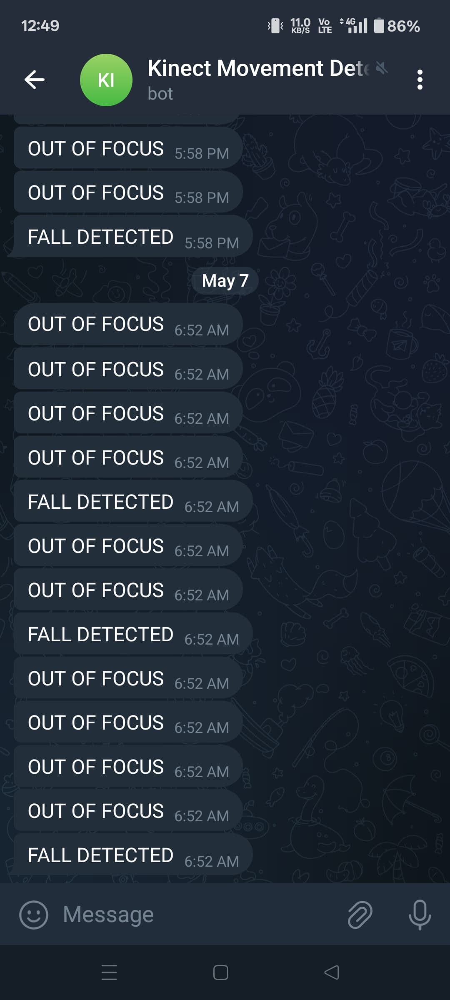 12:49
11.0 KB/S Vo LTE 4G 86%
KI
Kinect Movement Dete
bot
OUT OF FOCUS 5:58 PM
OUT OF FOCUS 5:58 PM
FALL DETECTED 5:58 PM
May 7
OUT OF FOCUS 6:52 AM
OUT OF FOCUS 6:52 AM
OUT OF FOCUS 6:52 AM
OUT OF FOCUS 6:52 AM
FALL DETECTED 6:52 AM
OUT OF FOCUS 6:52 AM
OUT OF FOCUS 6:52 AM
FALL DETECTED 6:52 AM
OUT OF FOCUS 6:52 AM
OUT OF FOCUS 6:52 AM
OUT OF FOCUS 6:52 AM
OUT OF FOCUS 6:52 AM
FALL DETECTED 6:52 AM
Message